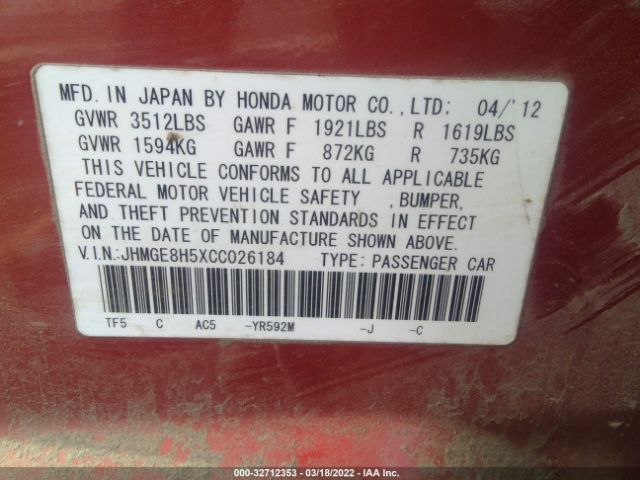 MFD. IN JAPAN BY HONDA MOTOR CO., LTD: 04/'12
GVWR 3512LBS GAWR F 1921LBS R 1619LBS
GVWR 1594KG GAWR F 872KG R 735KG
THIS VEHICLE CONFORMS TO ALL APPLICABLE
FEDERAL MOTOR VEHICLE SAFETY , BUMPER,
AND THEFT PREVENTION STANDARDS IN EFFECT
ON THE DATE OF MANUFACTURE SHOWN ABOVE.
V.I.N.:JHMGE8H5XCC026184 TYPE: PASSENGER CAR
TF5 C AC5 -YR592M -J -C
000-32712353 - 03/18/2022 - IAA Inc.